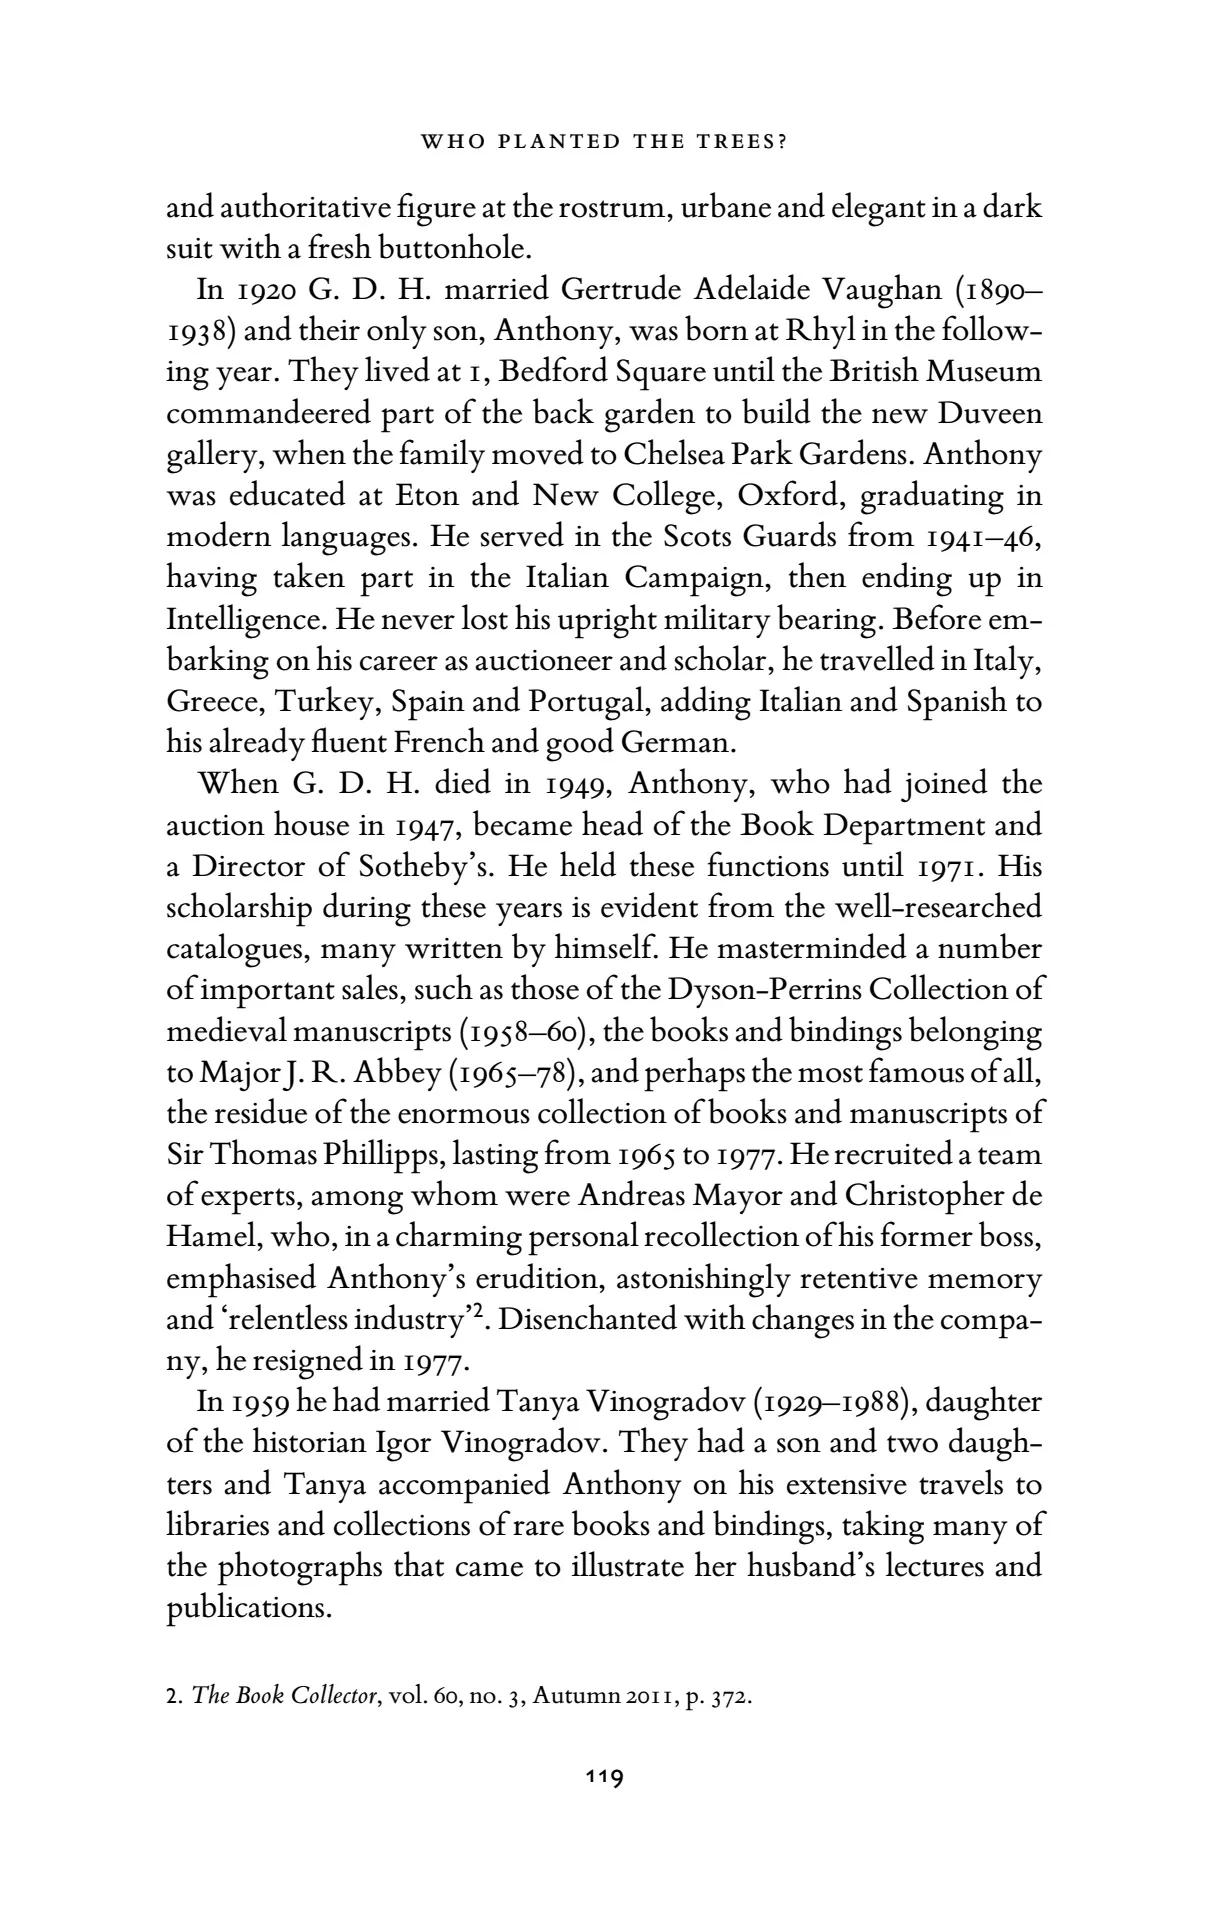 WHO PLANTED THE TREES?
and authoritative figure at the rostrum, urbane and elegant in a dark
suit with a fresh buttonhole.
In 1920 G. D. H. married Gertrude Adelaide Vaughan (1890–
1938) and their only son, Anthony, was born at Rhyl in the follow-
ing year. They lived at 1, Bedford Square until the British Museum
commandeered part of the back garden to build the new Duveen
gallery, when the family moved to Chelsea Park Gardens. Anthony
was educated at Eton and New College, Oxford, graduating in
modern languages. He served in the Scots Guards from 1941–46,
having taken part in the Italian Campaign, then ending up in
Intelligence. He never lost his upright military bearing. Before em-
barking on his career as auctioneer and scholar, he travelled in Italy,
Greece, Turkey, Spain and Portugal, adding Italian and Spanish to
his already fluent French and good German.
When G. D. H. died in 1949, Anthony, who had joined the
auction house in 1947, became head of the Book Department and
a Director of Sotheby’s. He held these functions until 1971. His
scholarship during these years is evident from the well-researched
catalogues, many written by himself. He masterminded a number
of important sales, such as those of the Dyson-Perrins Collection of
medieval manuscripts (1958–60), the books and bindings belonging
to Major J. R. Abbey (1965–78), and perhaps the most famous of all,
the residue of the enormous collection of books and manuscripts of
Sir Thomas Phillipps, lasting from 1965 to 1977. He recruited a team
of experts, among whom were Andreas Mayor and Christopher de
Hamel, who, in a charming personal recollection of his former boss,
emphasised Anthony’s erudition, astonishingly retentive memory
and ‘relentless industry’². Disenchanted with changes in the compa-
ny, he resigned in 1977.
In 1959 he had married Tanya Vinogradov (1929–1988), daughter
of the historian Igor Vinogradov. They had a son and two daugh-
ters and Tanya accompanied Anthony on his extensive travels to
libraries and collections of rare books and bindings, taking many of
the photographs that came to illustrate her husband’s lectures and
publications.
2. The Book Collector, vol. 60, no. 3, Autumn 2011, p. 372.
119